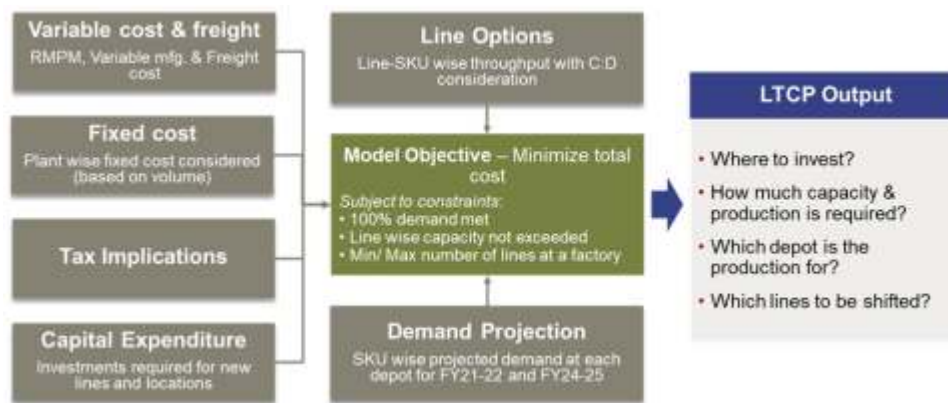 Variable cost & freight
RMPM, Variable mfg. & Freight
cost
Fixed cost
Plant wise fixed cost considered
(based on volume)
Tax Implications
Capital Expenditure
Investments required for new
lines and locations
Line Options
Line-SKU wise throughput with C:D
consideration
Model Objective – Minimize total
cost
Subject to constraints:
• 100% demand met
• Line wise capacity not exceeded
• Min/ Max number of lines at a factory
Demand Projection
SKU wise projected demand at each
depot for FY21-22 and FY24-25
LTCP Output
• Where to invest?
• How much capacity &
production is required?
• Which depot is the
production for?
• Which lines to be shifted?